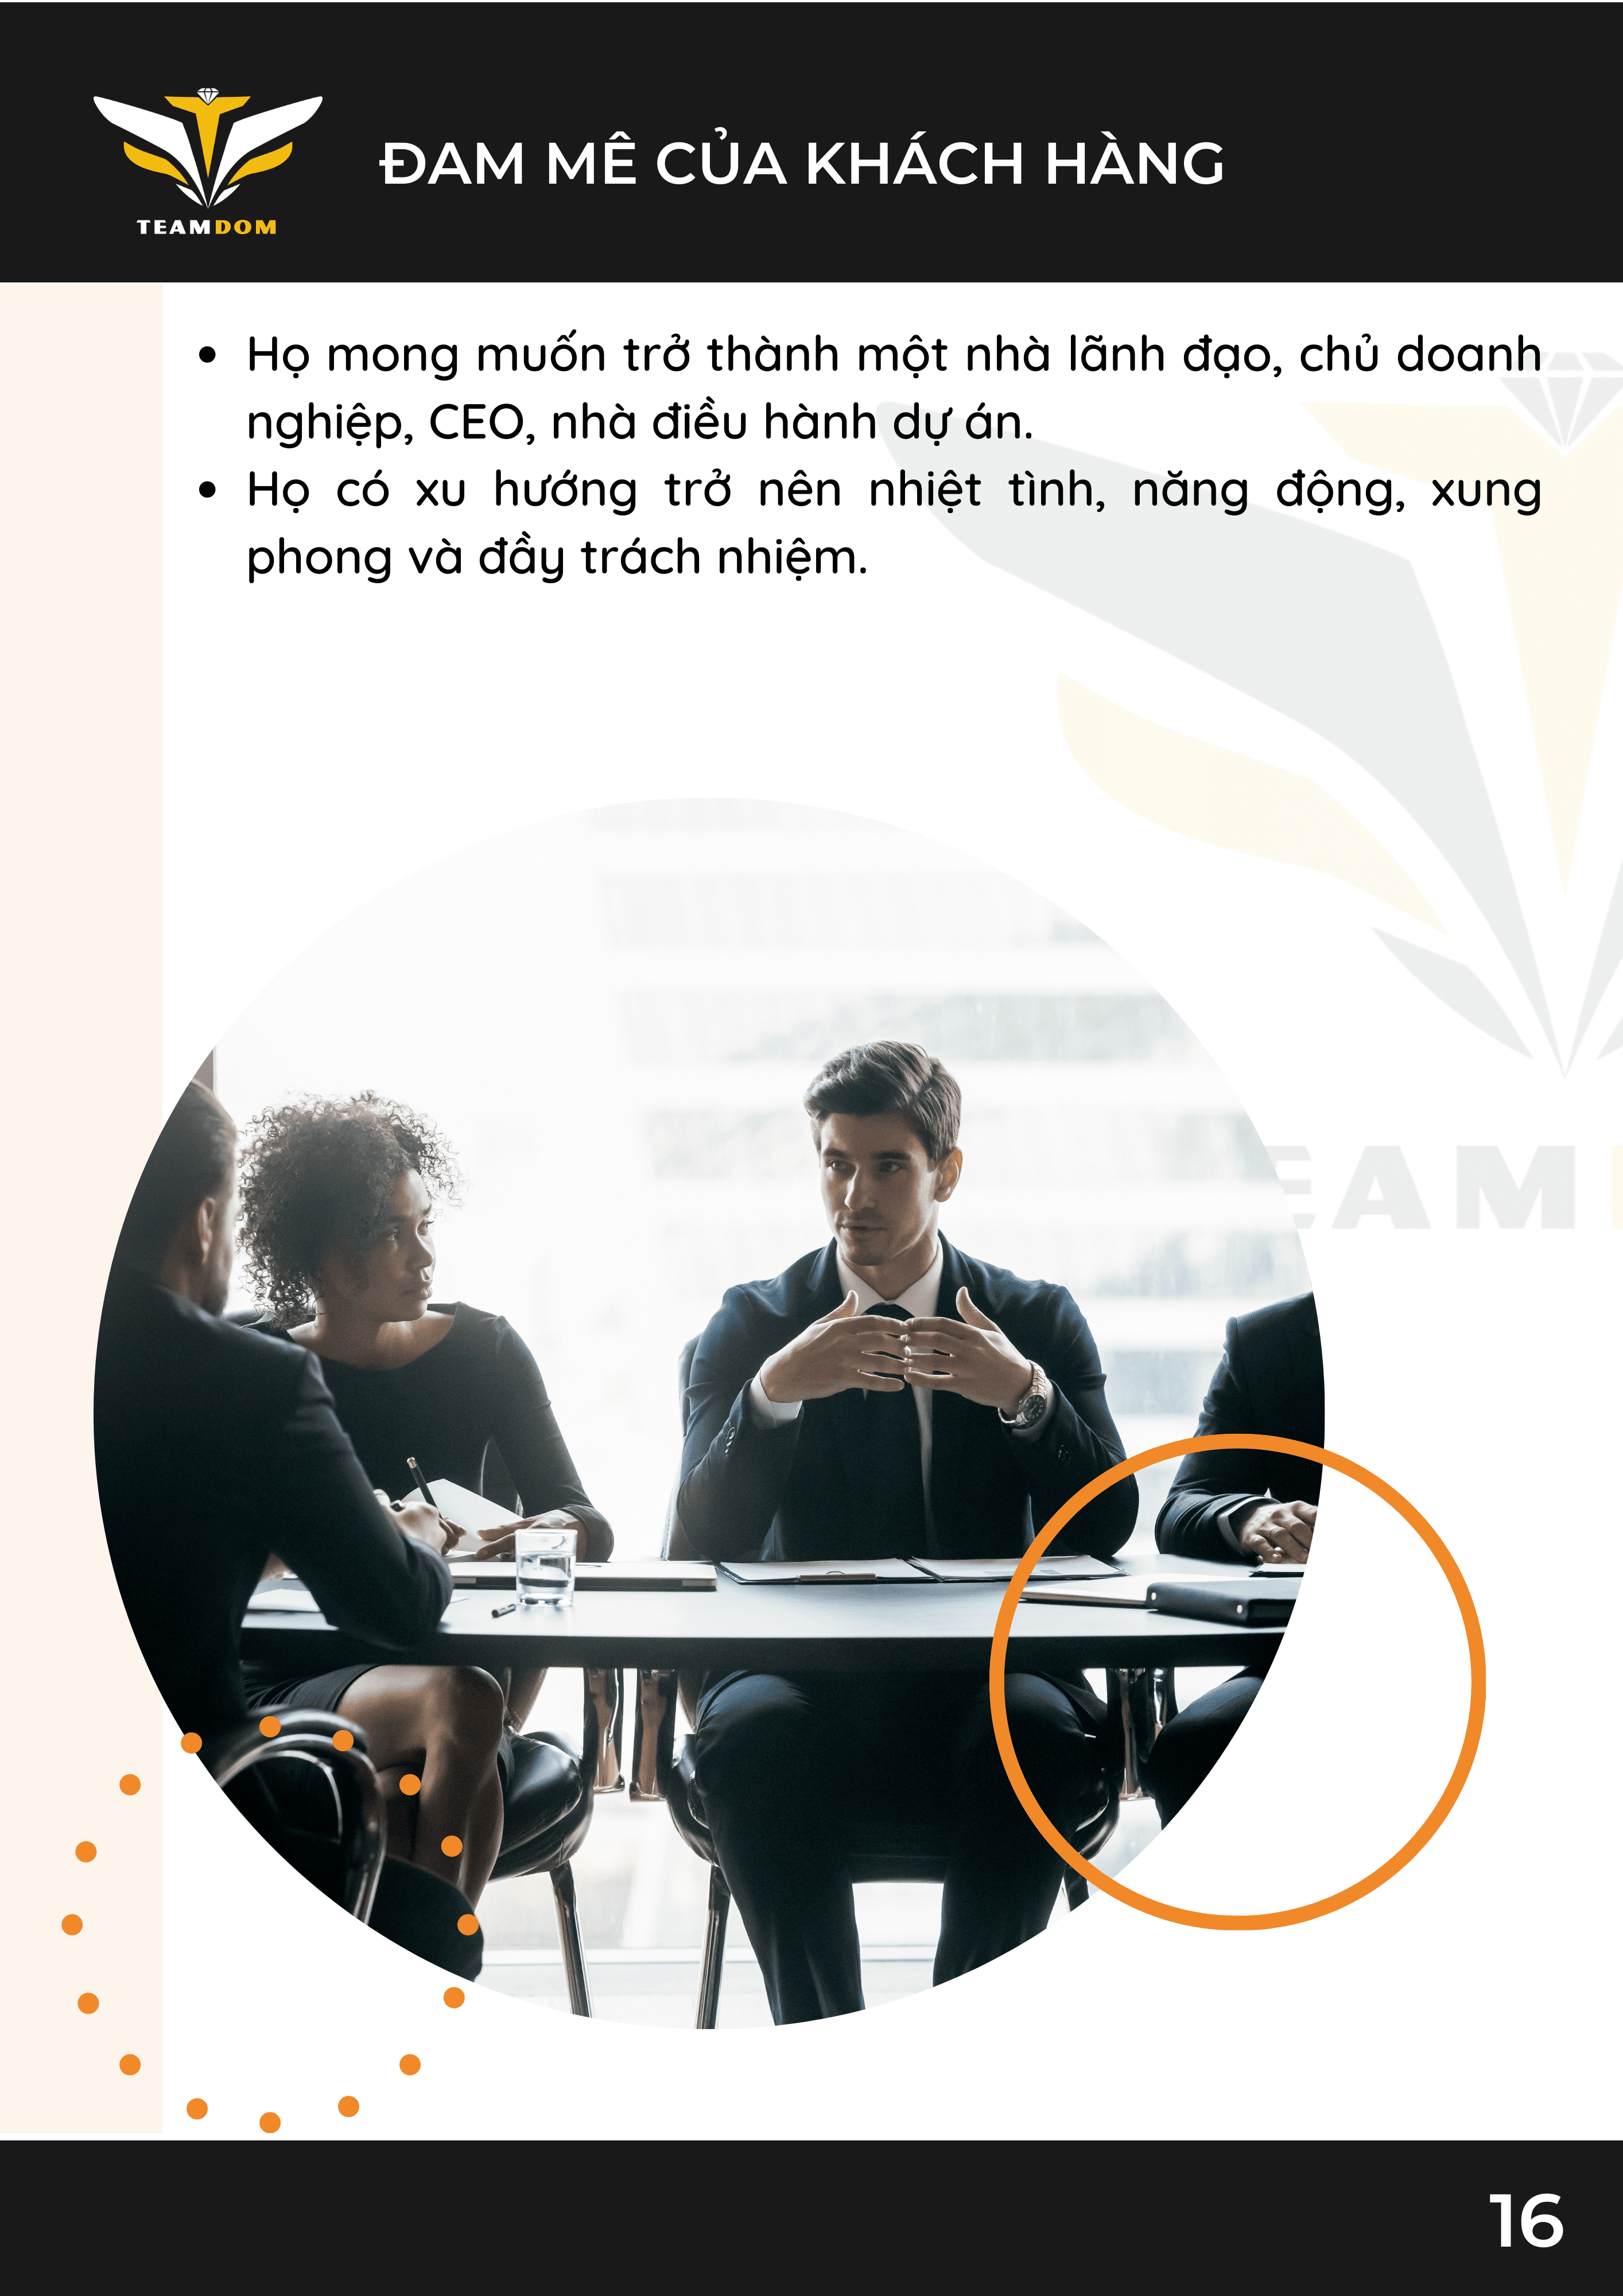 TEAMDOM
ĐAM MÊ CỦA KHÁCH HÀNG
Họ mong muốn trở thành một nhà lãnh đạo, chủ doanh
nghiệp, CEO, nhà điều hành dự án.
Họ có xu hướng trở nên nhiệt tình, năng động, xung
phong và đầy trách nhiệm.
EAM
16